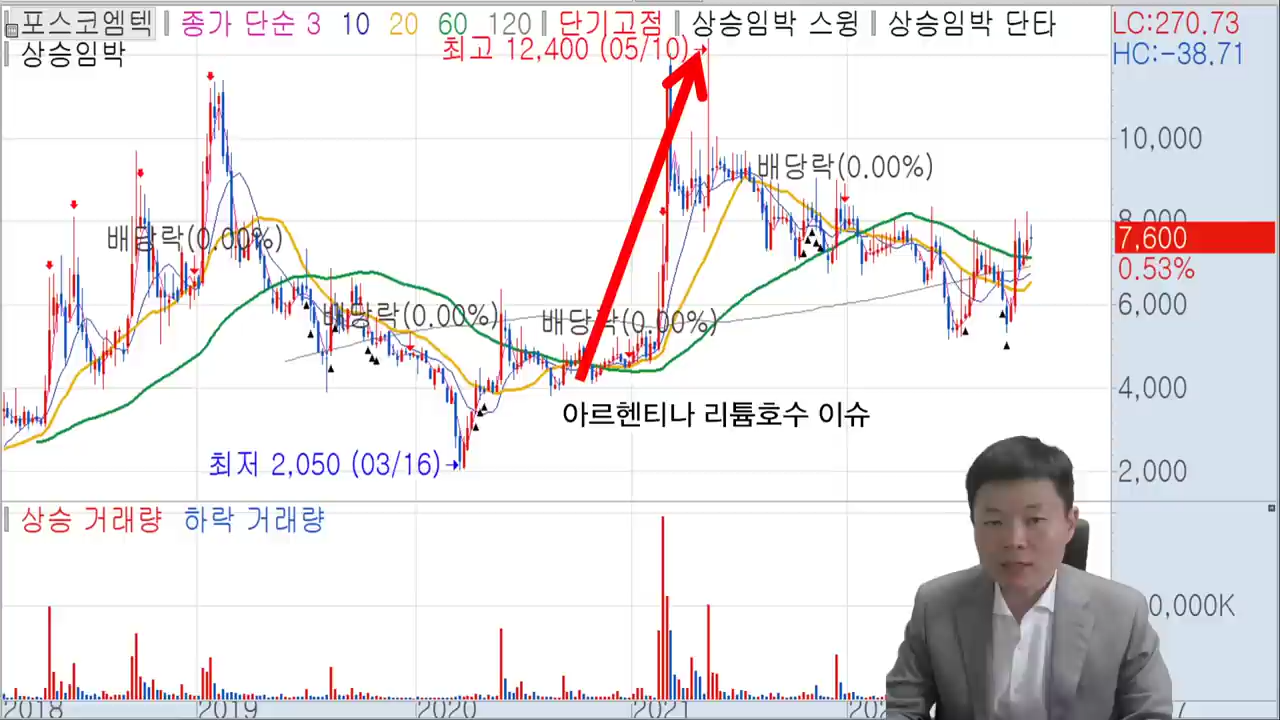 포스코엠텍 종가 단순 3 10 20 60 120 단기고점 상승임박 스윙 상승임박 단타
상승임박
LC:270.73
HC:-38.71
최고 12,400 (05/10)
10,000
배당락(0.00%)
배당락(0.00%)
8,000
7,600
0.53%
6,000
배당락(0.00%)
배당락(0.00%)
4,000
아르헨티나 리튬호수 이슈
최저 2,050 (03/16)
2,000
상승 거래량 하락 거래량
0,000K
2018 2019 2020 2021